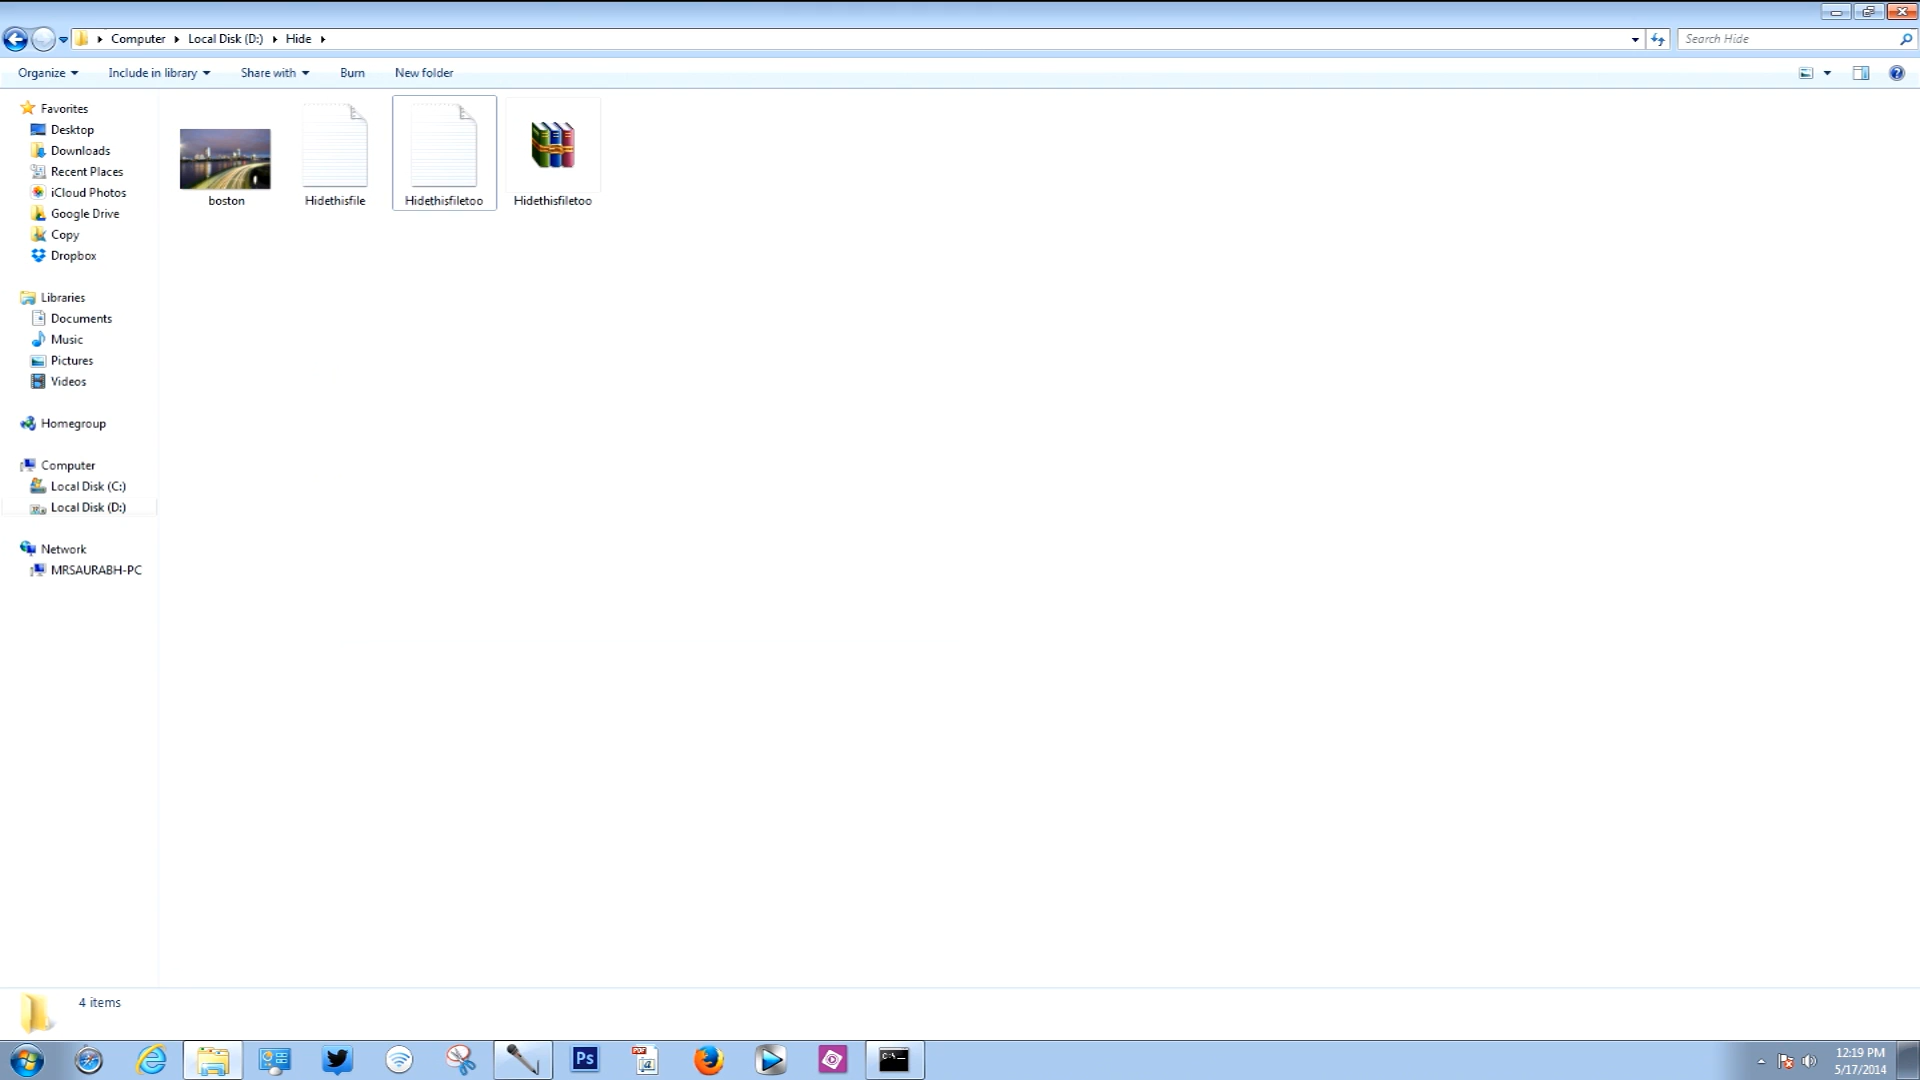 Computer Local Disk (D:) Hide
Search Hide
Organize Include in library Share with Burn New folder
Favorites
Desktop
Downloads
Recent Places
iCloud Photos
Google Drive
Copy
Dropbox
Libraries
Documents
Music
Pictures
Videos
Homegroup
Computer
Local Disk (C:)
Local Disk (D:)
Network
MRSAURABH-PC
boston
Hidethisfile
Hidethisfiletoo
Hidethisfiletoo
4 items
Ps
PDF
C:\_
12:19 PM
5/17/2014